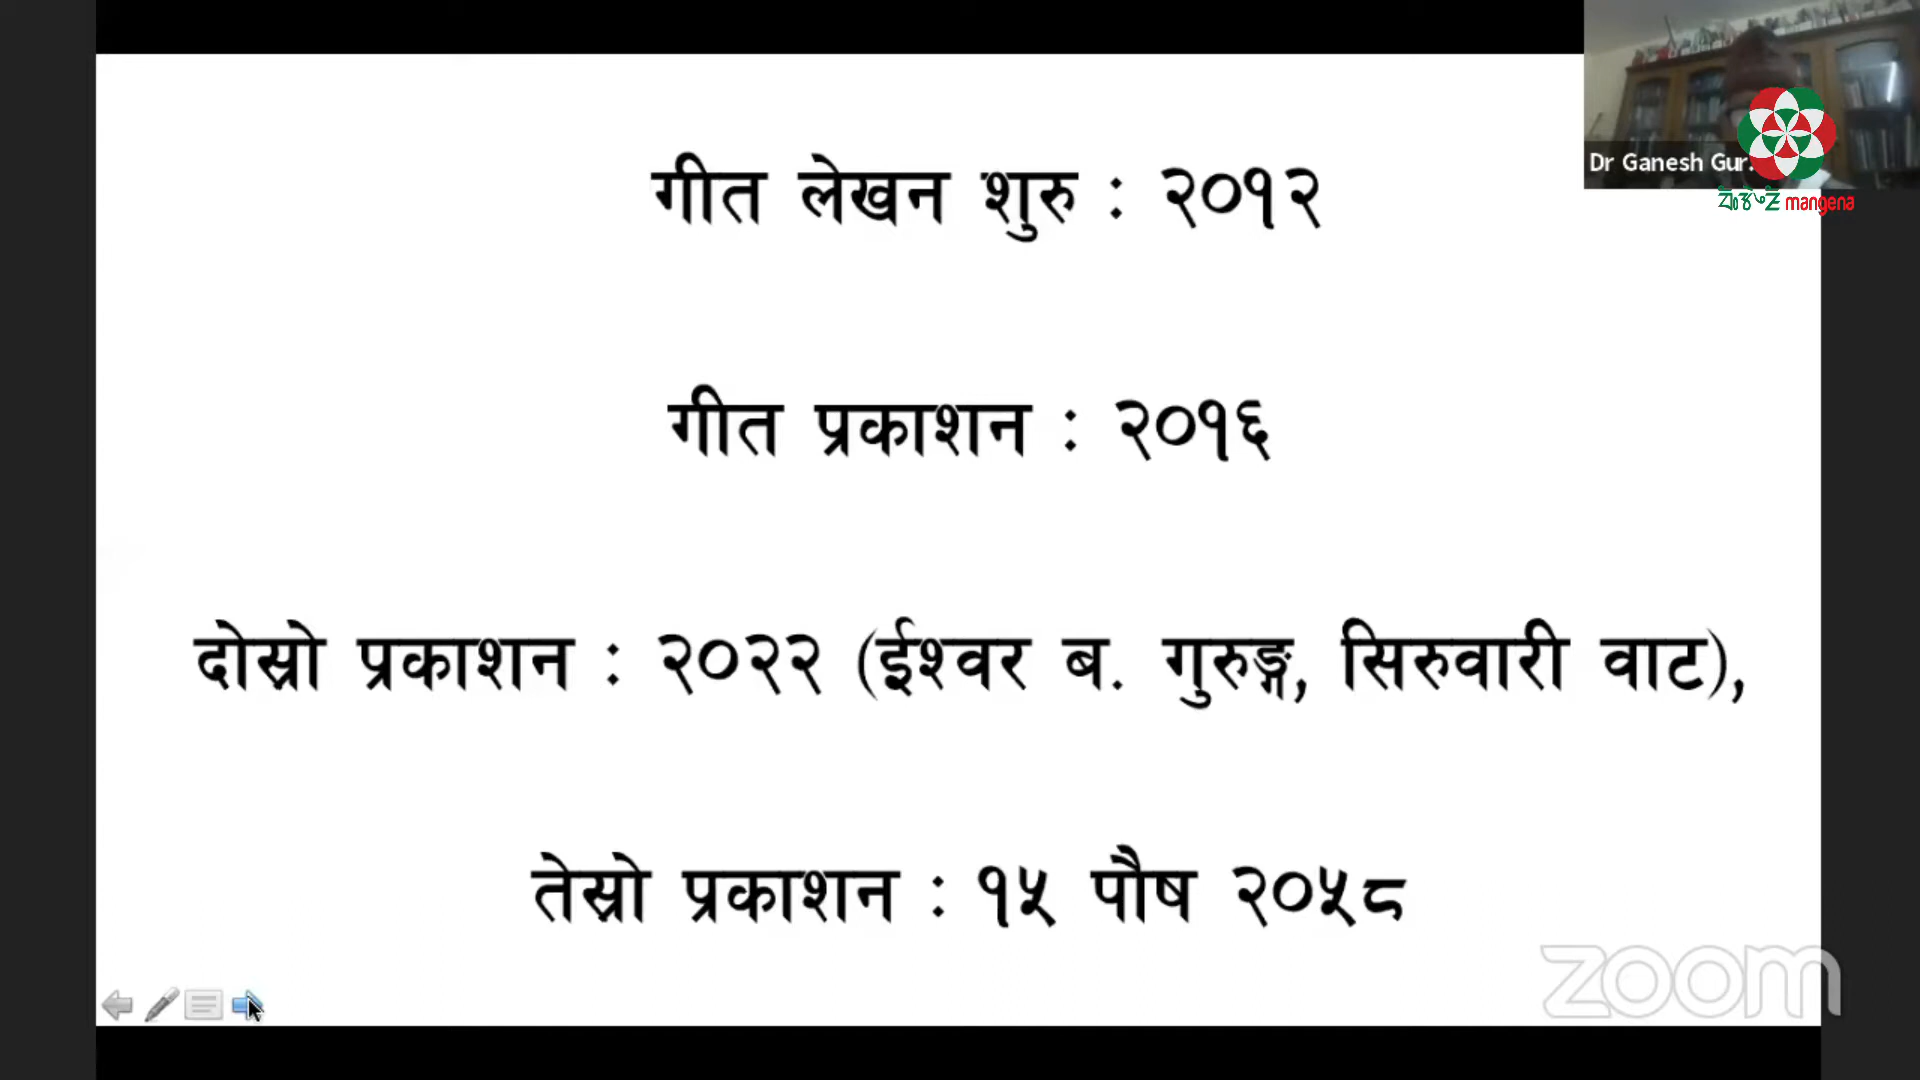 गीत लेखन शुरु : २०१२
Dr Ganesh Gur
mangena
गीत प्रकाशन : २०१६
दोस्रो प्रकाशन : २०२२ (ईश्वर ब. गुरुङ्ग, सिरुवारी वाट),
तेस्रो प्रकाशन : १५ पौष २०५८
zoom